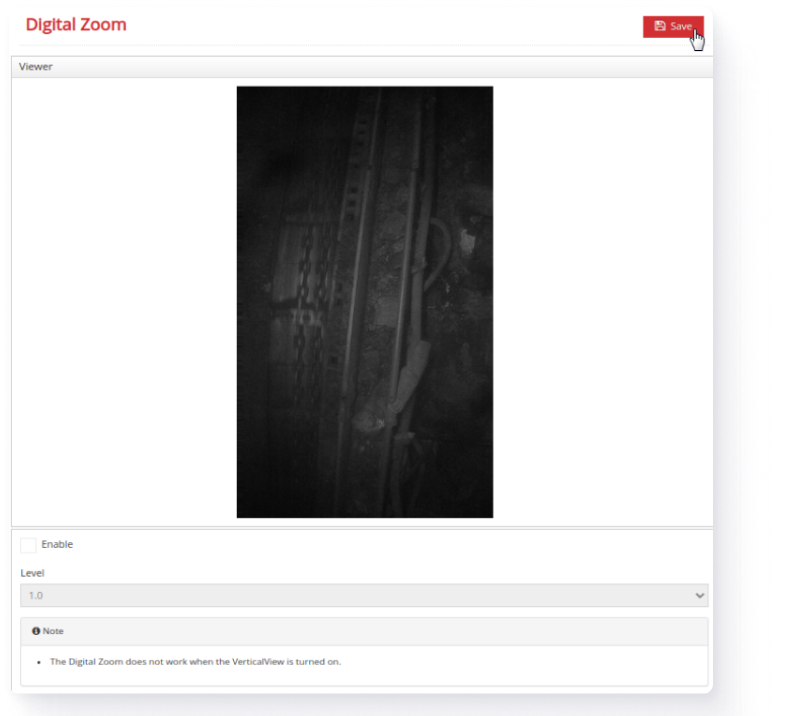 Digital Zoom
Save
Viewer
Enable
Level
1.0
Note
The Digital Zoom does not work when the VerticalView is turned on.